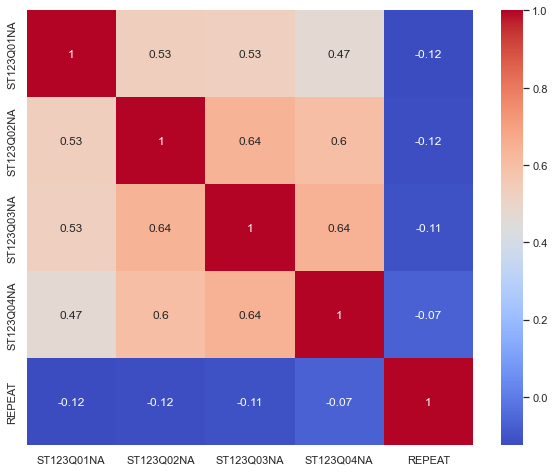 ST123Q01NA 1 0.53 0.53 0.47 -0.12
ST123Q02NA 0.53 1 0.64 0.6 -0.12
ST123Q03NA 0.53 0.64 1 0.64 -0.11
ST123Q04NA 0.47 0.6 0.64 1 -0.07
REPEAT -0.12 -0.12 -0.11 -0.07 1
ST123Q01NA ST123Q02NA ST123Q03NA ST123Q04NA REPEAT
1.0
0.8
0.6
0.4
0.2
0.0